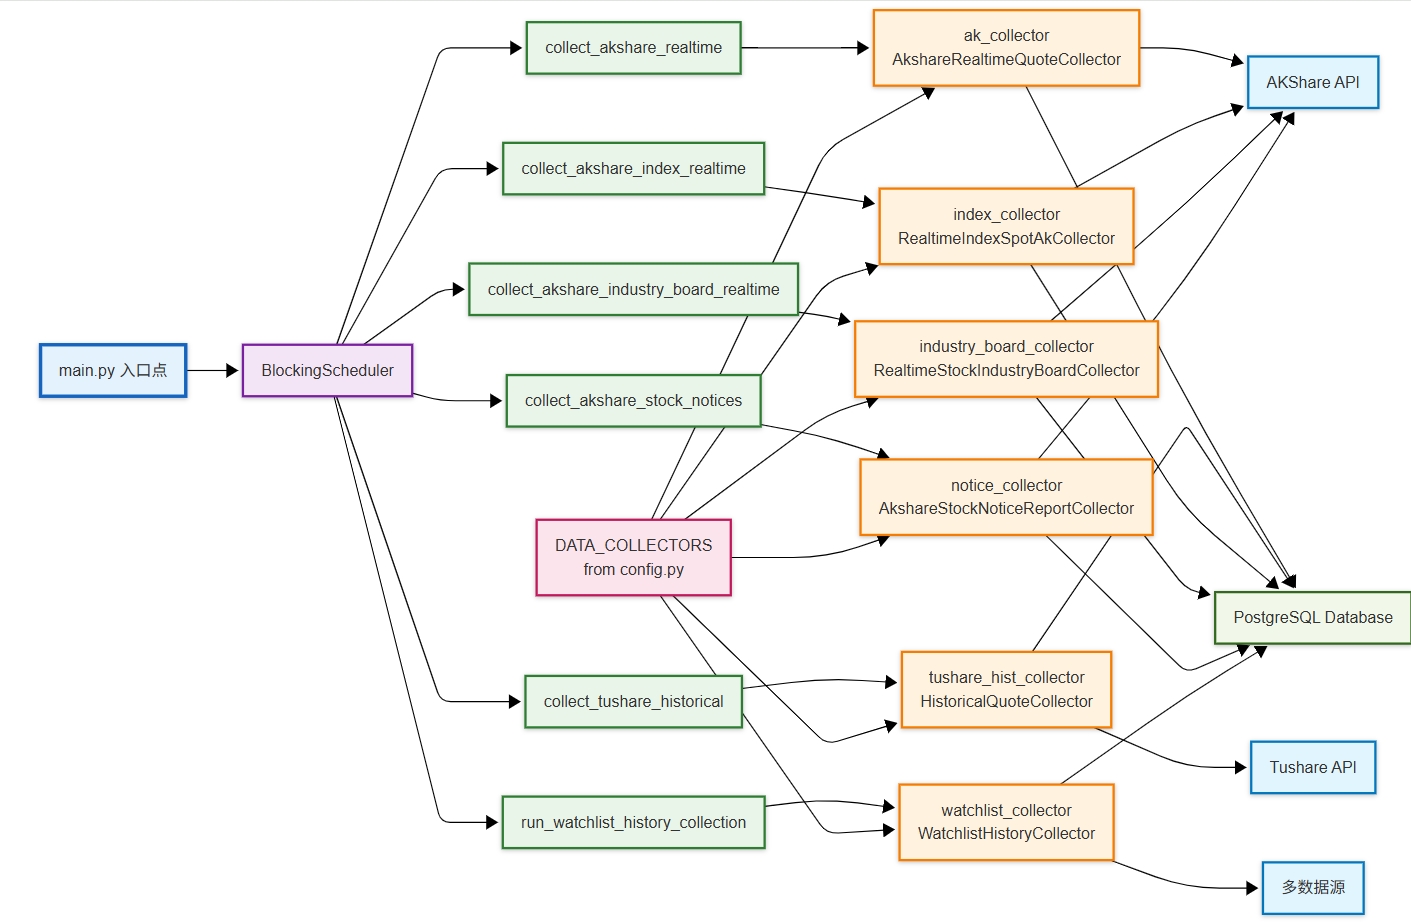 main.py 入口点
BlockingScheduler
collect_akshare_realtime
collect_akshare_index_realtime
collect_akshare_industry_board_realtime
collect_akshare_stock_notices
DATA_COLLECTORS
from config.py
collect_tushare_historical
run_watchlist_history_collection
ak_collector
AkshareRealtimeQuoteCollector
index_collector
RealtimeIndexSpotAkCollector
industry_board_collector
RealtimeStockIndustryBoardCollector
notice_collector
AkshareStockNoticeReportCollector
tushare_hist_collector
HistoricalQuoteCollector
watchlist_collector
WatchlistHistoryCollector
AKShare API
PostgreSQL Database
Tushare API
多数据源